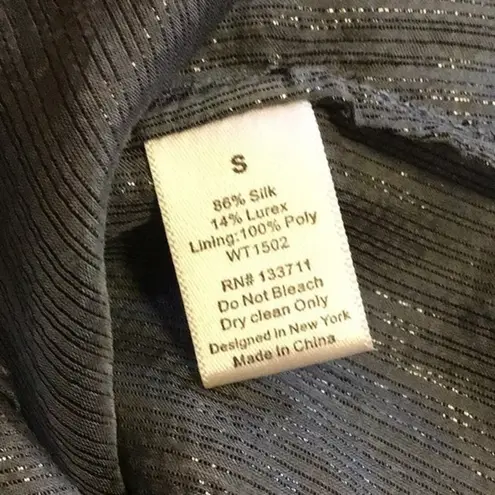 S
86% Silk
14% Lurex
Lining:100% Poly
WT1502
RN# 133711
Do Not Bleach
Dry clean Only
Designed in New York
Made In China